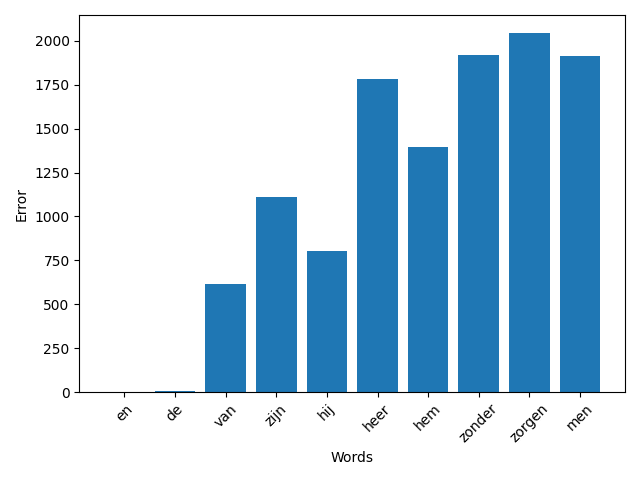 2000
1750
1500
1250
1000
750
500
250
0
Error
en
de
van
zijn
hij
heer
hem
zonder
zorgen
men
Words